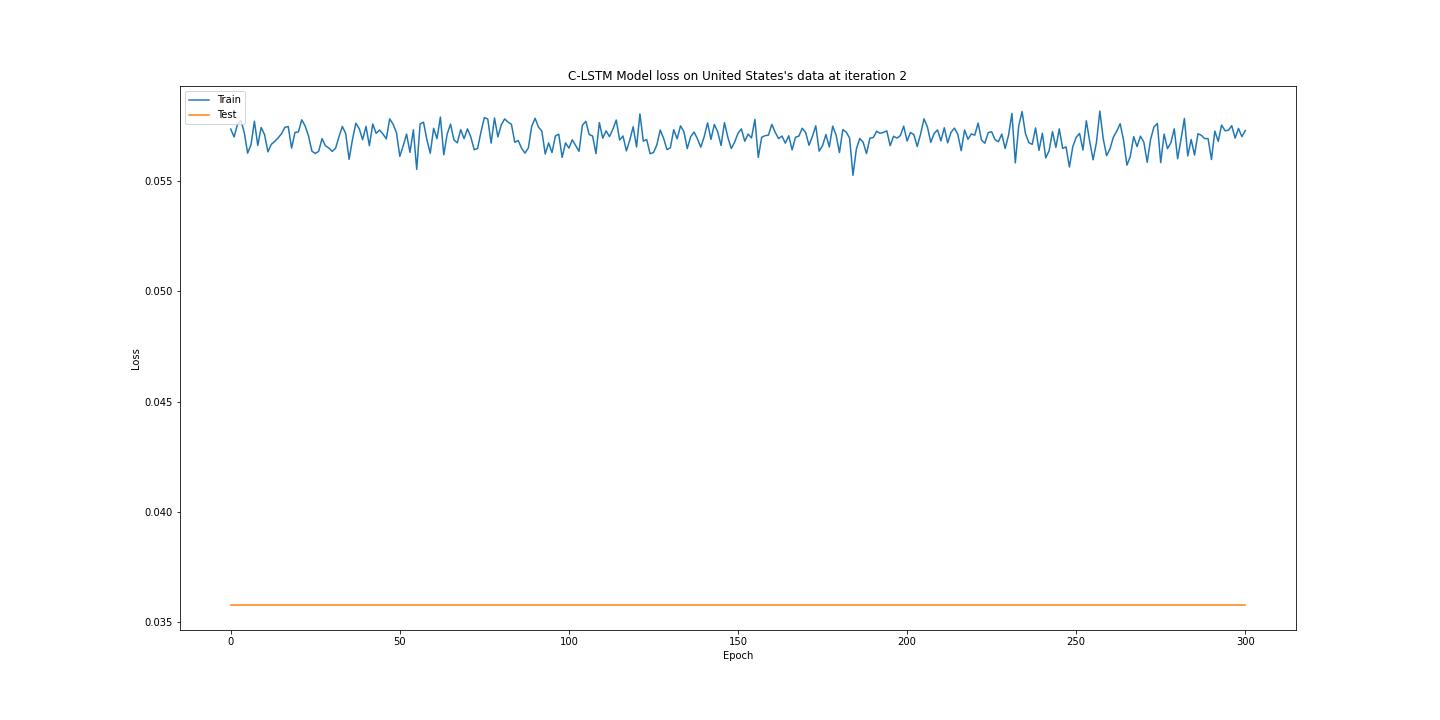 C-LSTM Model loss on United States's data at iteration 2
Train
Test
0.055
0.050
0.045
0.040
0.035
Loss
0 50 100 150 200 250 300
Epoch